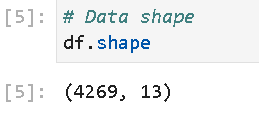 [5]: # Data shape
df.shape
[5]: (4269, 13)